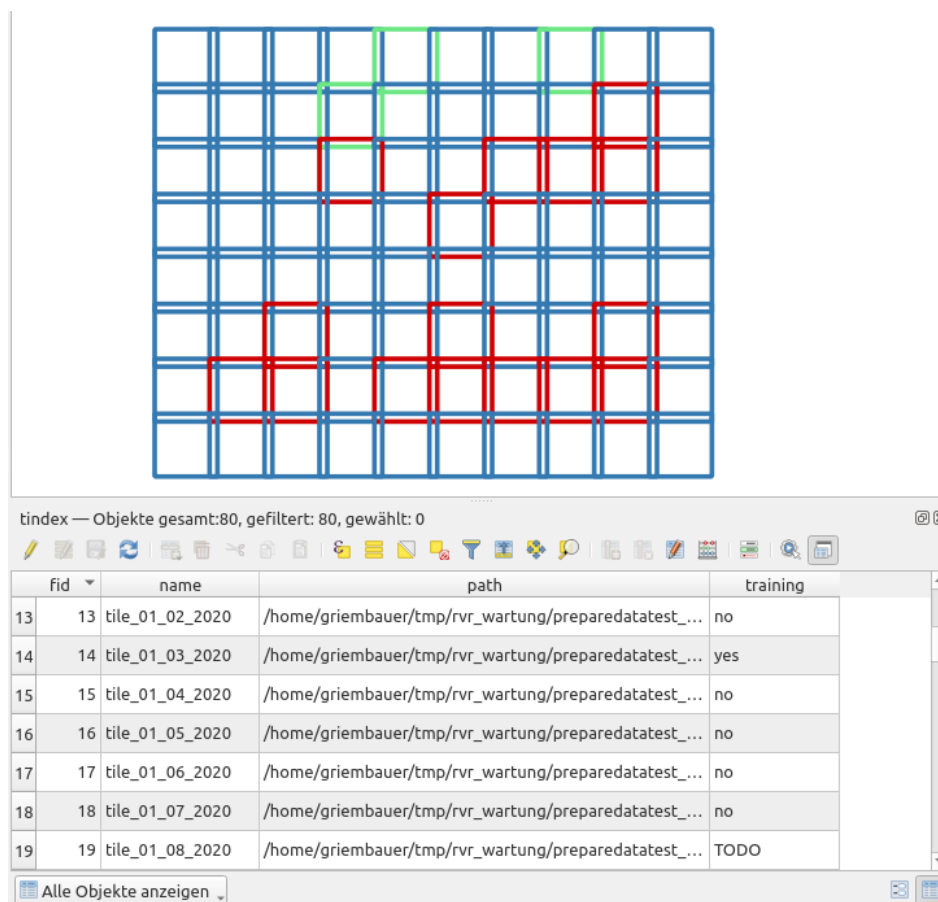 tindex — Objekte gesamt:80, gefiltert: 80, gewählt: 0
fid name path training
13 13 tile_01_02_2020 /home/griembauer/tmp/rvr_wartung/preparedatatest_... no
14 14 tile_01_03_2020 /home/griembauer/tmp/rvr_wartung/preparedatatest_... yes
15 15 tile_01_04_2020 /home/griembauer/tmp/rvr_wartung/preparedatatest_... no
16 16 tile_01_05_2020 /home/griembauer/tmp/rvr_wartung/preparedatatest_... no
17 17 tile_01_06_2020 /home/griembauer/tmp/rvr_wartung/preparedatatest_... no
18 18 tile_01_07_2020 /home/griembauer/tmp/rvr_wartung/preparedatatest_... no
19 19 tile_01_08_2020 /home/griembauer/tmp/rvr_wartung/preparedatatest_... TODO
Alle Objekte anzeigen